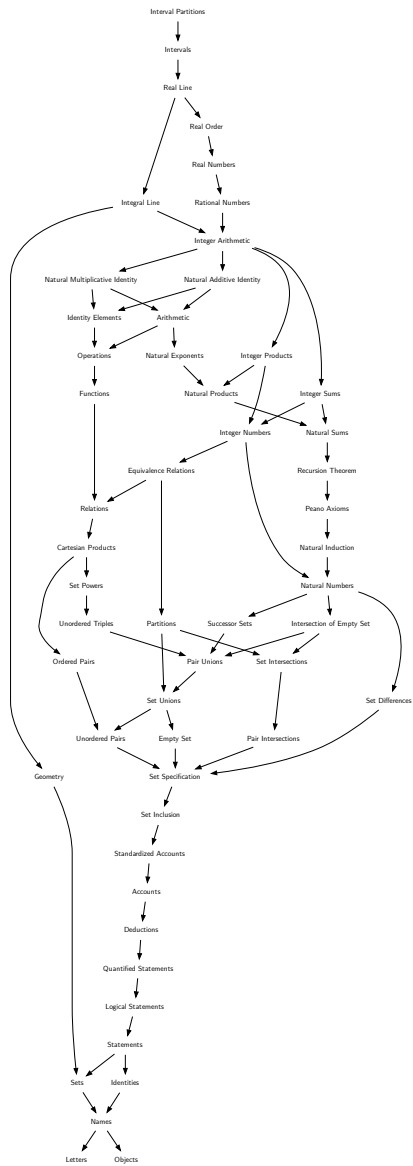 Interval Partitions
Intervals
Real Line
Real Order
Real Numbers
Integral Line
Rational Numbers
Integer Arithmetic
Natural Multiplicative Identity
Natural Additive Identity
Identity Elements
Arithmetic
Operations
Natural Exponents
Integer Products
Functions
Natural Products
Integer Sums
Integer Numbers
Natural Sums
Equivalence Relations
Recursion Theorem
Relations
Peano Axioms
Cartesian Products
Natural Induction
Set Powers
Natural Numbers
Unordered Triples
Partitions
Successor Sets
Intersection of Empty Set
Ordered Pairs
Pair Unions
Set Intersections
Set Unions
Set Differences
Unordered Pairs
Empty Set
Pair Intersections
Geometry
Set Specification
Set Inclusion
Standardized Accounts
Accounts
Deductions
Quantified Statements
Logical Statements
Statements
Sets
Identities
Names
Letters
Objects